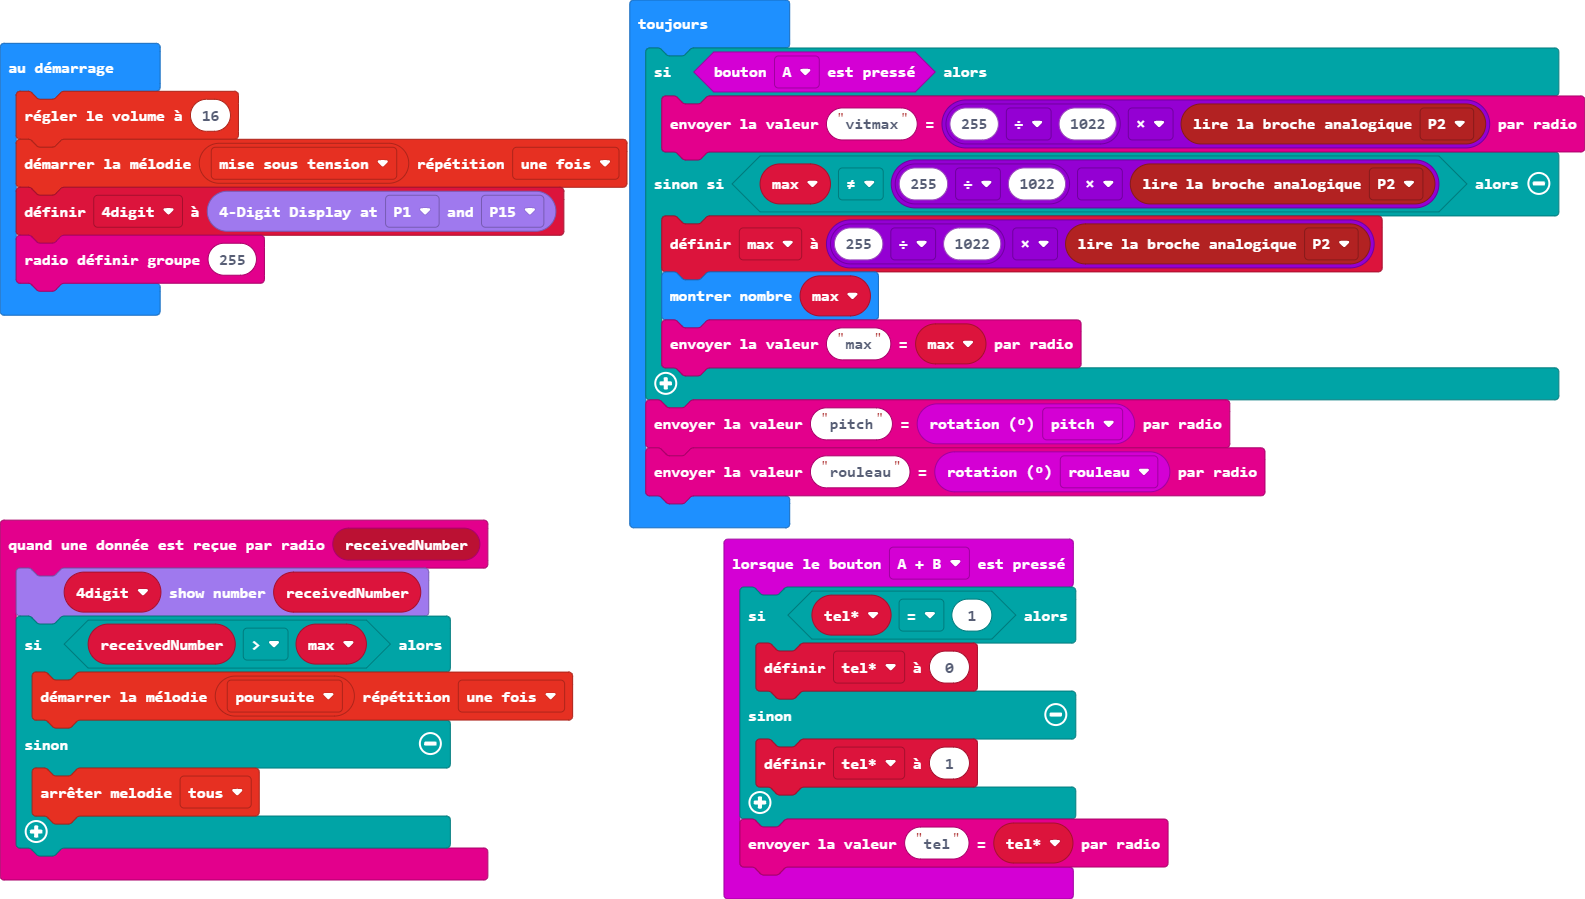 au démarrage
régler le volume à 16
démarrer la mélodie mise sous tension répétition une fois
définir 4digit à 4-Digit Display at P1 and P15
radio définir groupe 255
toujours
si bouton A est pressé alors
envoyer la valeur "vitmax" = 255 ÷ 1022 × lire la broche analogique P2 par radio
sinon si max ≠ 255 ÷ 1022 × lire la broche analogique P2 alors
définir max à 255 ÷ 1022 × lire la broche analogique P2
montrer nombre max
envoyer la valeur "max" = max par radio
envoyer la valeur "pitch" = rotation (º) pitch par radio
envoyer la valeur "rouleau" = rotation (º) rouleau par radio
quand une donnée est reçue par radio receivedNumber
4digit show number receivedNumber
si receivedNumber > max alors
démarrer la mélodie poursuite répétition une fois
sinon
arrêter melodie tous
lorsque le bouton A + B est pressé
si tel* = 1 alors
définir tel* à 0
sinon
définir tel* à 1
envoyer la valeur "tel" = tel* par radio